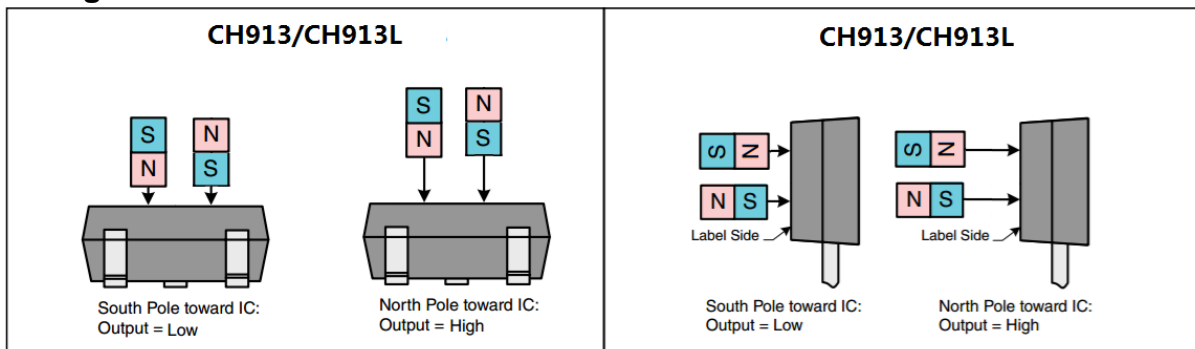 CH913/CH913L
S N
N S
S N
N S
South Pole toward IC:
Output = Low
North Pole toward IC:
Output = High
CH913/CH913L
S N
N S
Label Side
S N
N S
Label Side
South Pole toward IC:
Output = Low
North Pole toward IC:
Output = High